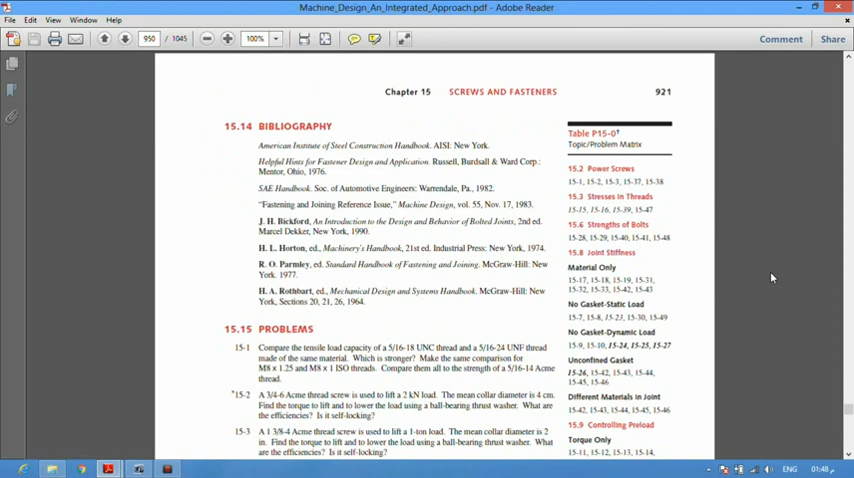 Machine_Design_An_Integrated_Approach.pdf - Adobe Reader
File Edit View Window Help
950 / 1045 100% Comment Share
Chapter 15 SCREWS AND FASTENERS 921
15.14 BIBLIOGRAPHY
American Institute of Steel Construction Handbook. AISI: New York.
Helpful Hints for Fastener Design and Application. Russell, Burdsall & Ward Corp.:
Mentor, Ohio, 1976.
SAE Handbook. Soc. of Automotive Engineers: Warrendale, Pa., 1982.
"Fastening and Joining Reference Issue," Machine Design, vol. 55, Nov. 17, 1983.
J. H. Bickford, An Introduction to the Design and Behavior of Bolted Joints, 2nd ed.
Marcel Dekker, New York, 1990.
H. L. Horton, ed., Machinery's Handbook, 21st ed. Industrial Press: New York, 1974.
R. O. Parmley, ed. Standard Handbook of Fastening and Joining. McGraw-Hill: New
York. 1977.
H. A. Rothbart, ed., Mechanical Design and Systems Handbook. McGraw-Hill: New
York, Sections 20, 21, 26, 1964.
15.15 PROBLEMS
15-1 Compare the tensile load capacity of a 5/16-18 UNC thread and a 5/16-24 UNF thread
made of the same material. Which is stronger? Make the same comparison for
M8 x 1.25 and M8 x 1 ISO threads. Compare them all to the strength of a 5/16-14 Acme
thread.
*15-2 A 3/4-6 Acme thread screw is used to lift a 2 kN load. The mean collar diameter is 4 cm.
Find the torque to lift and to lower the load using a ball-bearing thrust washer. What are
the efficiencies? Is it self-locking?
15-3 A 1 3/8-4 Acme thread screw is used to lift a 1-ton load. The mean collar diameter is 2
in. Find the torque to lift and to lower the load using a ball-bearing thrust washer. What
are the efficiencies? Is it self-locking?
Table P15-0†
Topic/Problem Matrix
15.2 Power Screws
15-1, 15-2, 15-3, 15-37, 15-38
15.3 Stresses in Threads
15-15, 15-16, 15-39, 15-47
15.6 Strengths of Bolts
15-28, 15-29, 15-40, 15-41, 15-48
15.8 Joint Stiffness
Material Only
15-17, 15-18, 15-19, 15-31,
15-32, 15-33, 15-42, 15-43
No Gasket-Static Load
15-7, 15-8, 15-23, 15-30, 15-49
No Gasket-Dynamic Load
15-9, 15-10, 15-24, 15-25, 15-27
Unconfined Gasket
15-26, 15-42, 15-43, 15-44,
15-45, 15-46
Different Materials in Joint
15-42, 15-43, 15-44, 15-45, 15-46
15.9 Controlling Preload
Torque Only
15-11, 15-12, 15-13, 15-14,
ENG 01:48 م